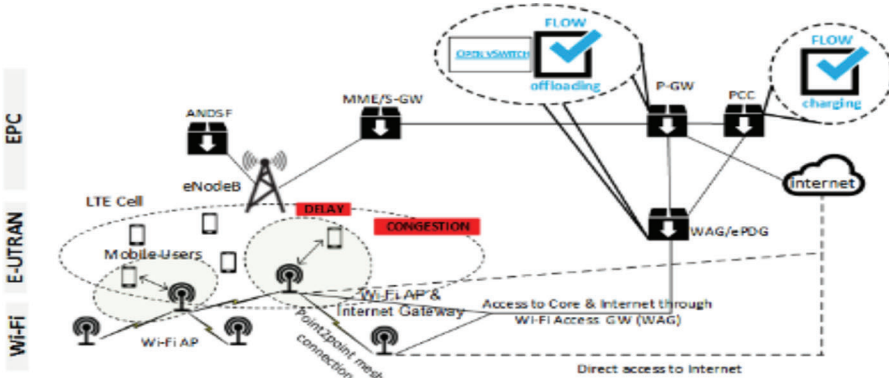 FLOW
OPEN vSWITCH
offloading
FLOW
charging
P-GW
PCC
MME/S-GW
ANDSF
EPC
eNodeB
internet
LTE Cell
DELAY
CONGESTION
WAG/ePDG
E-UTRAN
Mobile Users
Wi-Fi AP &
Internet Gateway
Access to Core & Internet through
Wi-Fi Access GW (WAG)
Wi-Fi
Wi-Fi AP
Point2point mesh
connection
Direct access to Internet